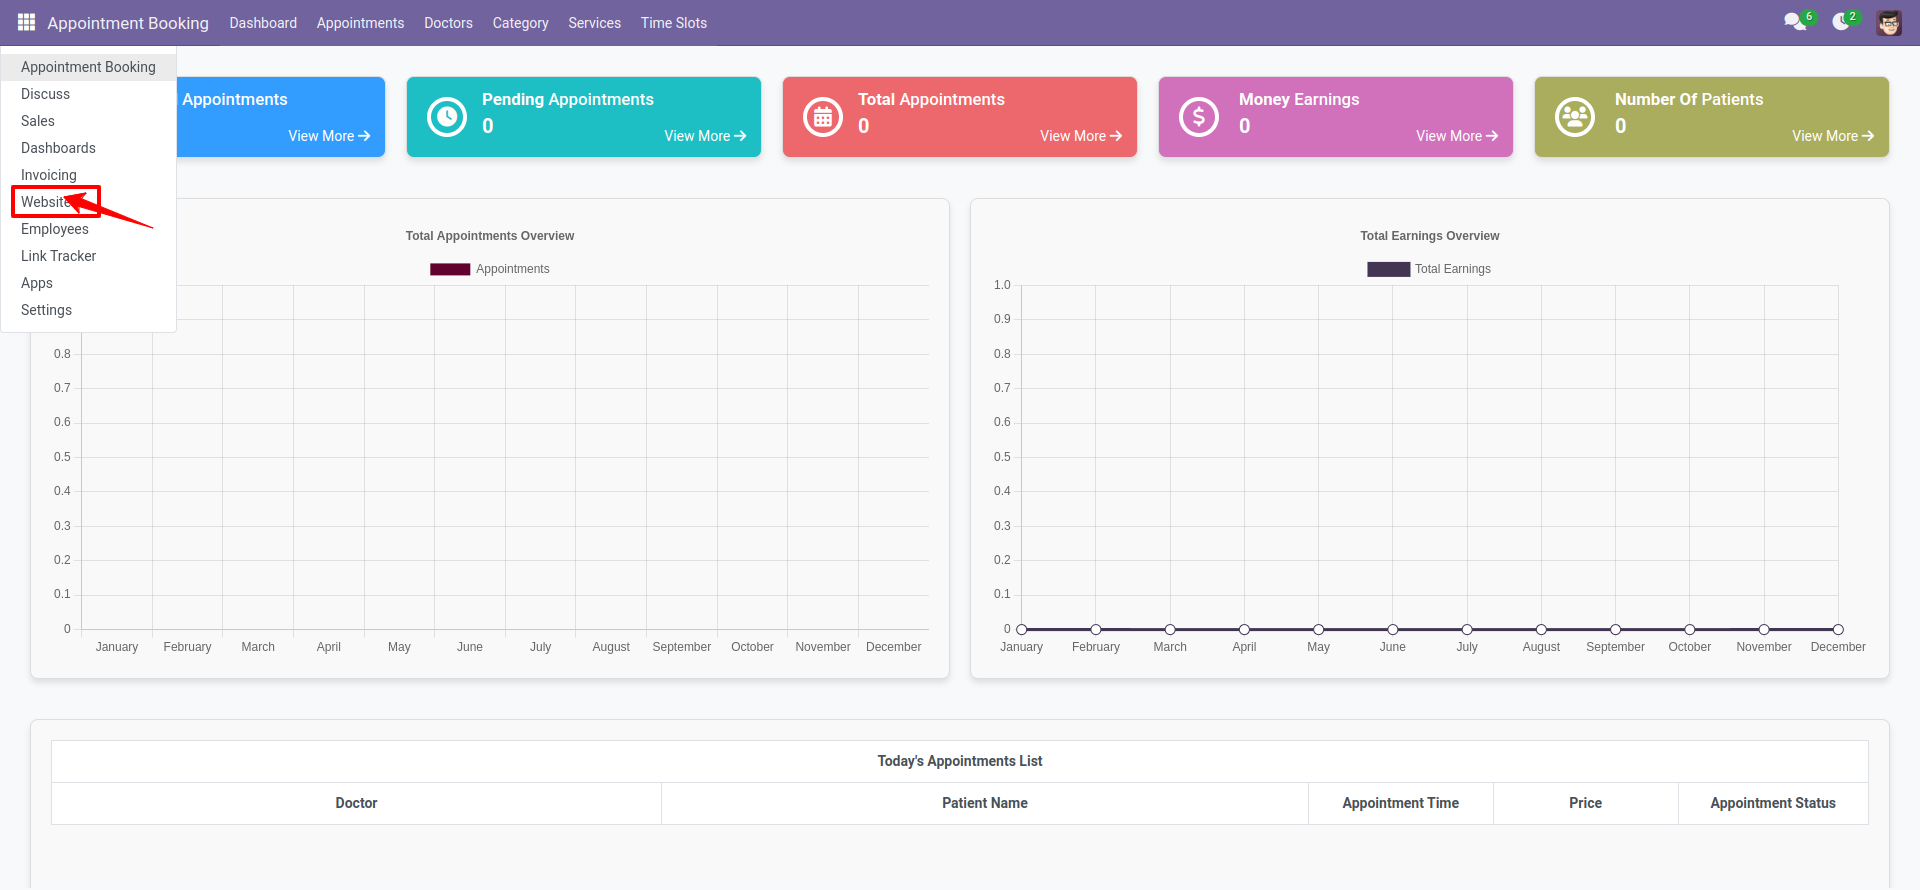 Appointment Booking Dashboard Appointments Doctors Category Services Time Slots 6 2
Appointment Booking
Discuss
Sales
Dashboards
Invoicing
Website
Employees
Link Tracker
Apps
Settings
Appointments
View More
Pending Appointments
0
View More
Total Appointments
0
View More
Money Earnings
0
View More
Number Of Patients
0
View More
Total Appointments Overview
Appointments
0.8
0.7
0.6
0.5
0.4
0.3
0.2
0.1
0
January February March April May June July August September October November December
Total Earnings Overview
Total Earnings
1.0
0.9
0.8
0.7
0.6
0.5
0.4
0.3
0.2
0.1
0
January February March April May June July August September October November December
Today's Appointments List
Doctor Patient Name Appointment Time Price Appointment Status